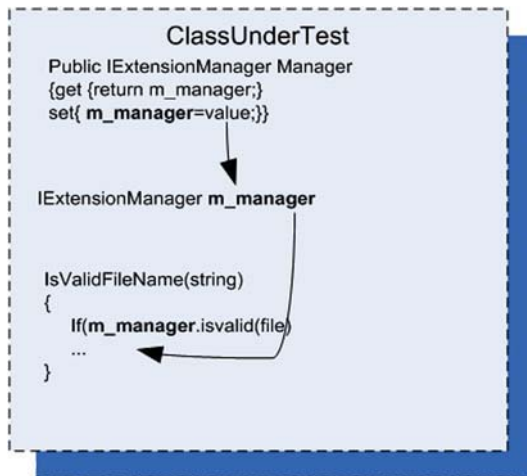 ClassUnderTest
Public IExtensionManager Manager
{get {return m_manager;}
set{ m_manager=value;}}
IExtensionManager m_manager
IsValidFileName(string)
{
If(m_manager.isvalid(file)
...
}